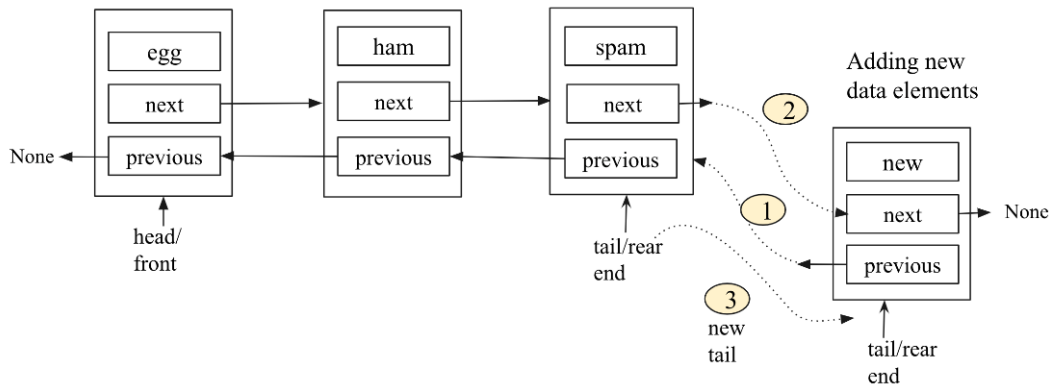 egg
next
previous
None
head/
front
ham
next
previous
spam
next
previous
tail/rear
end
2
1
3
new
tail
Adding new
data elements
new
next
previous
None
tail/rear
end